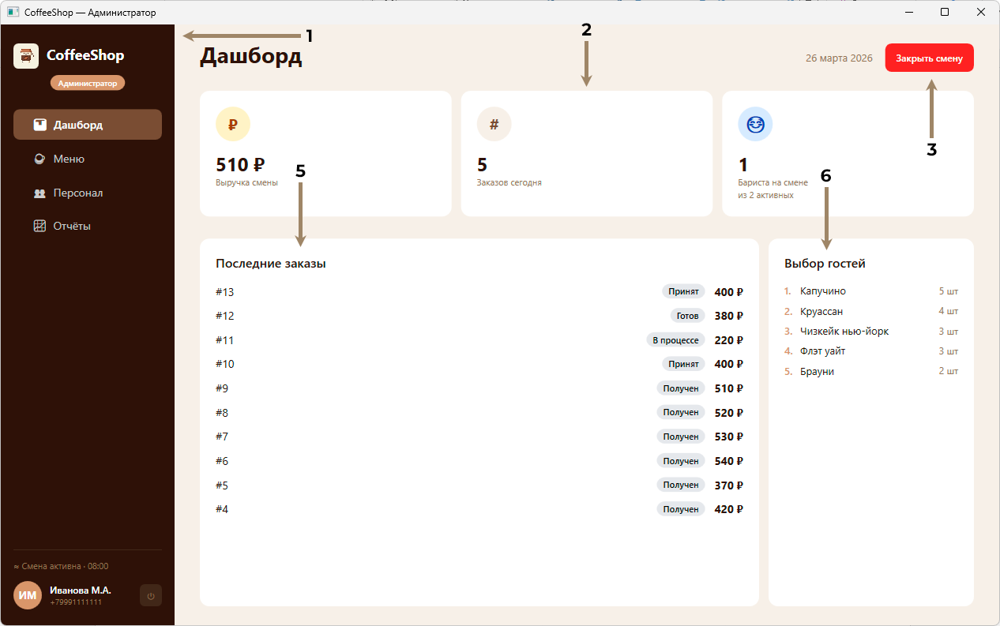 CoffeeShop — Администратор
CoffeeShop
Администратор
Дашборд
Меню
Персонал
Отчёты
≈ Смена активна · 08:00
ИМ
Иванова М.А.
+79991111111
1
2
Дашборд
26 марта 2026
Закрыть смену
3
₽
510 ₽
Выручка смены
#
5
Заказов сегодня
1
Бариста на смене
из 2 активных
5
6
Последние заказы
#13 Принят 400 ₽
#12 Готов 380 ₽
#11 В процессе 220 ₽
#10 Принят 400 ₽
#9 Получен 510 ₽
#8 Получен 520 ₽
#7 Получен 530 ₽
#6 Получен 540 ₽
#5 Получен 370 ₽
#4 Получен 420 ₽
Выбор гостей
1. Капучино 5 шт
2. Круассан 4 шт
3. Чизкейк нью-йорк 3 шт
4. Флэт уайт 3 шт
5. Брауни 2 шт